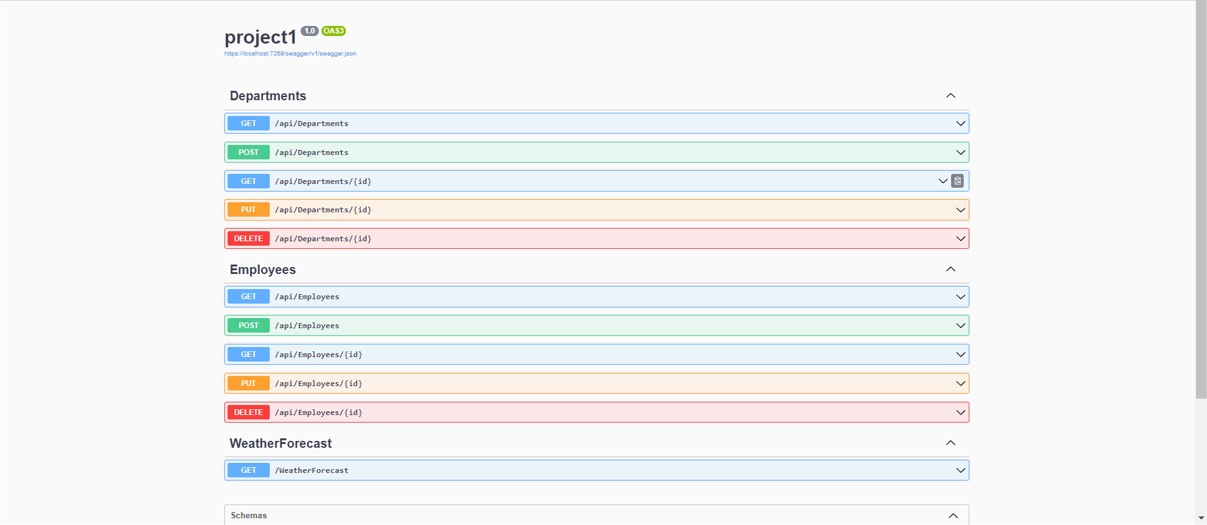 project1 1.0 OAS3
https://localhost:7269/swagger/v1/swagger.json
Departments
GET /api/Departments
POST /api/Departments
GET /api/Departments/{id}
PUT /api/Departments/{id}
DELETE /api/Departments/{id}
Employees
GET /api/Employees
POST /api/Employees
GET /api/Employees/{id}
PUT /api/Employees/{id}
DELETE /api/Employees/{id}
WeatherForecast
GET /WeatherForecast
Schemas